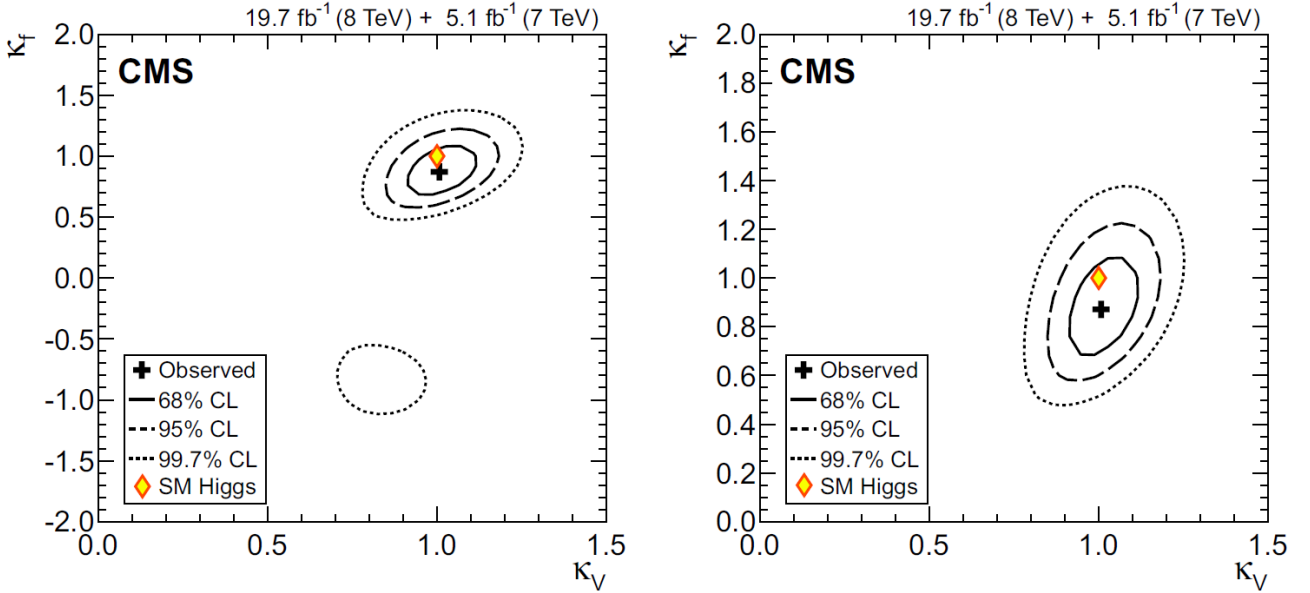 19.7 fb⁻¹ (8 TeV) + 5.1 fb⁻¹ (7 TeV)
κf
CMS
2.0
1.5
1.0
0.5
0.0
-0.5
-1.0
-1.5
-2.0
Observed
68% CL
95% CL
99.7% CL
SM Higgs
0.0 0.5 1.0 1.5
κV
19.7 fb⁻¹ (8 TeV) + 5.1 fb⁻¹ (7 TeV)
κf
CMS
2.0
1.8
1.6
1.4
1.2
1.0
0.8
0.6
0.4
0.2
0.0
Observed
68% CL
95% CL
99.7% CL
SM Higgs
0.0 0.5 1.0 1.5
κV